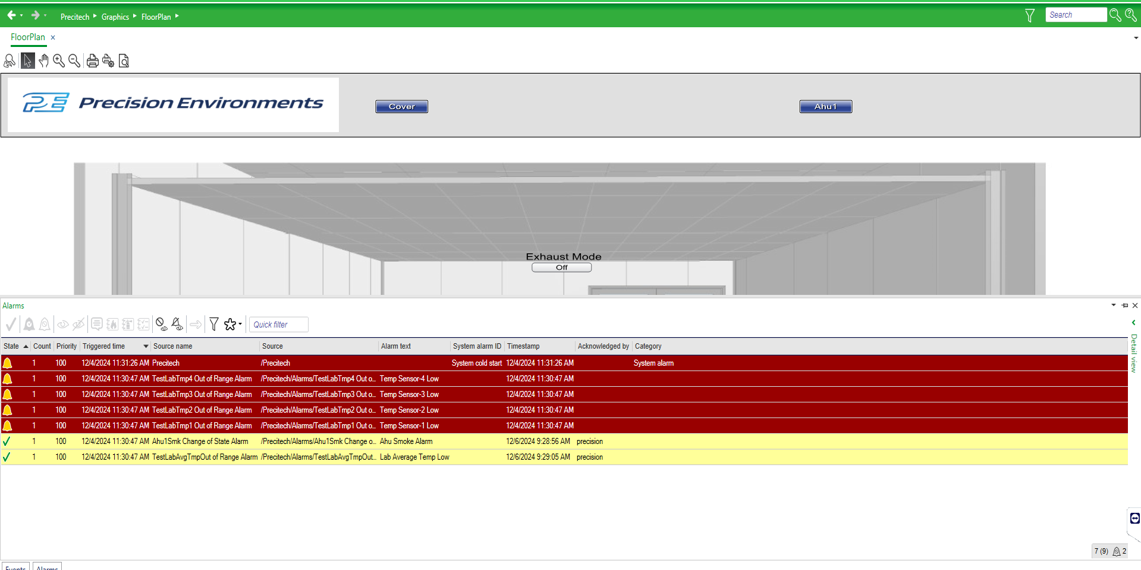 Precitech Graphics FloorPlan Search
FloorPlan ×
PE Precision Environments Cover Ahu1
Exhaust Mode
Off
Alarms
Quick filter
Detail view
State Count Priority Triggered time Source name Source Alarm text System alarm ID Timestamp Acknowledged by Category
1 100 12/4/2024 11:31:26 AM Precitech /Precitech System cold start 12/4/2024 11:31:26 AM System alarm
1 100 12/4/2024 11:30:47 AM TestLabTmp4 Out of Range Alarm /Precitech/Alarms/TestLabTmp4 Out o... Temp Sensor-4 Low 12/4/2024 11:30:47 AM
1 100 12/4/2024 11:30:47 AM TestLabTmp3 Out of Range Alarm /Precitech/Alarms/TestLabTmp3 Out o... Temp Sensor-3 Low 12/4/2024 11:30:47 AM
1 100 12/4/2024 11:30:47 AM TestLabTmp2 Out of Range Alarm /Precitech/Alarms/TestLabTmp2 Out o... Temp Sensor-2 Low 12/4/2024 11:30:47 AM
1 100 12/4/2024 11:30:47 AM TestLabTmp1 Out of Range Alarm /Precitech/Alarms/TestLabTmp1 Out o... Temp Sensor-1 Low 12/4/2024 11:30:47 AM
1 100 12/4/2024 11:30:47 AM Ahu1Smk Change of State Alarm /Precitech/Alarms/Ahu1Smk Change o... Ahu Smoke Alarm 12/6/2024 9:28:56 AM precision
1 100 12/4/2024 11:30:47 AM TestLabAvgTmpOut of Range Alarm /Precitech/Alarms/TestLabAvgTmpOut... Lab Average Temp Low 12/6/2024 9:29:05 AM precision
7 (9) 2
Events Alarms